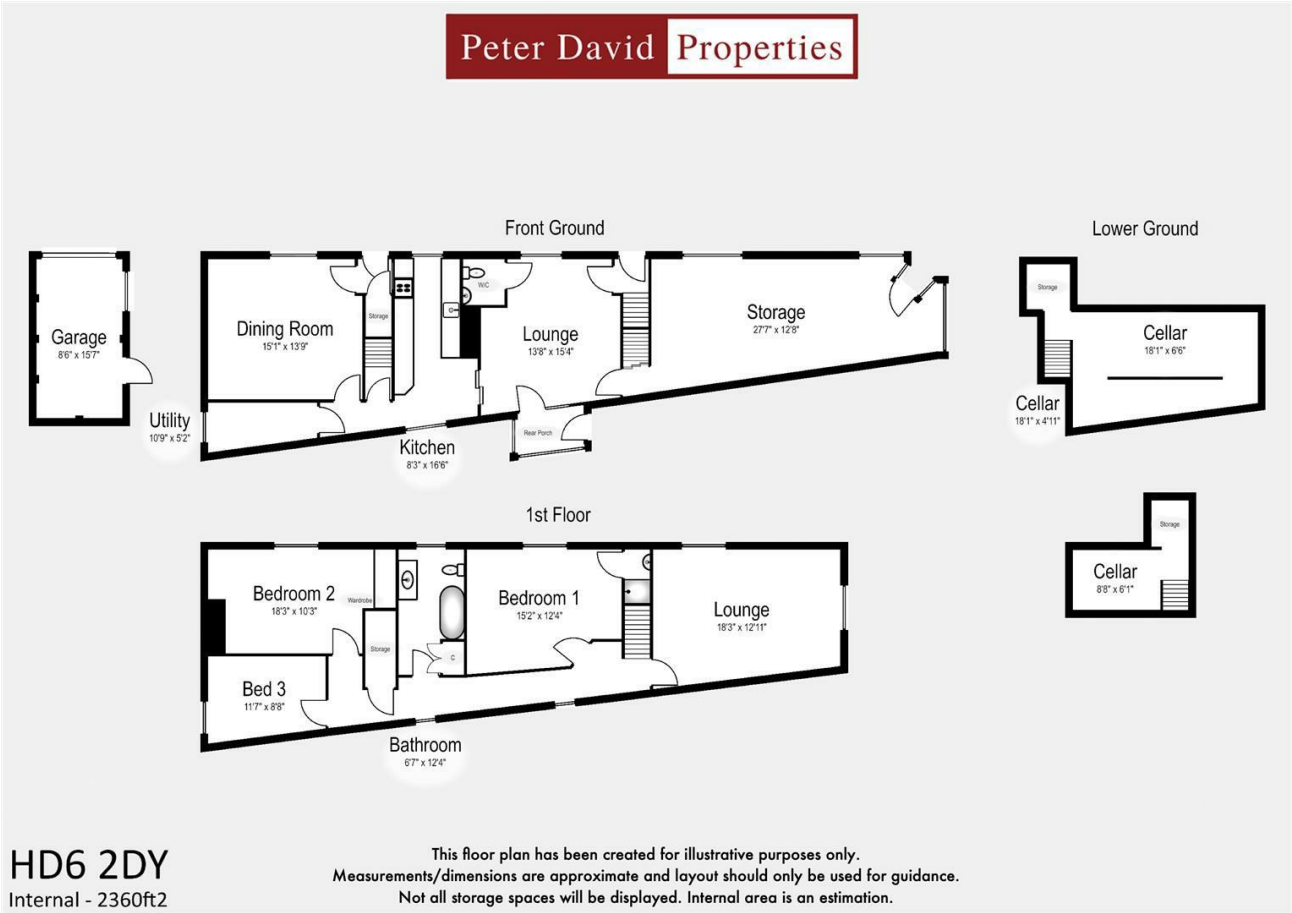 Peter David Properties
Front Ground
Lower Ground
Garage
8'6" x 15'7"
Dining Room
15'1" x 13'9"
Storage
W/C
Lounge
13'8" x 15'4"
Storage
27'7" x 12'8"
Utility
10'9" x 5'2"
Kitchen
8'3" x 16'6"
Rear Porch
Storage
Cellar
18'1" x 6'6"
Cellar
18'1" x 4'11"
1st Floor
Bedroom 2
18'3" x 10'3"
Wardrobe
Storage
C
Bedroom 1
15'2" x 12'4"
Lounge
18'3" x 12'11"
Bed 3
11'7" x 8'8"
Bathroom
6'7" x 12'4"
Storage
Cellar
8'8" x 6'1"
HD6 2DY
Internal - 2360ft2
This floor plan has been created for illustrative purposes only.
Measurements/dimensions are approximate and layout should only be used for guidance.
Not all storage spaces will be displayed. Internal area is an estimation.